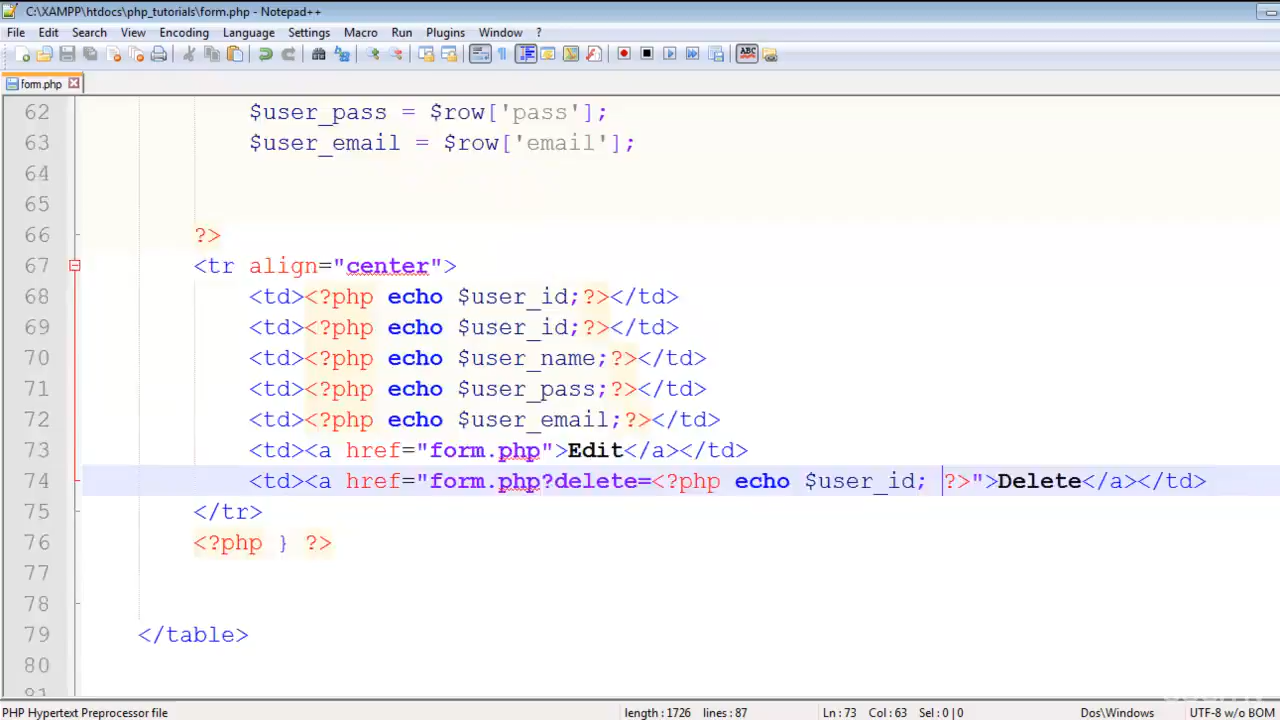 C:\XAMPP\htdocs\php_tutorials\form.php - Notepad++
File Edit Search View Encoding Language Settings Macro Run Plugins Window ?
ABC
form.php
62 $user_pass = $row['pass'];
63 $user_email = $row['email'];
64
65
66 ?>
67 <tr align="center">
68 <td><?php echo $user_id;?></td>
69 <td><?php echo $user_id;?></td>
70 <td><?php echo $user_name;?></td>
71 <td><?php echo $user_pass;?></td>
72 <td><?php echo $user_email;?></td>
73 <td><a href="form.php">Edit</a></td>
74 <td><a href="form.php?delete=<?php echo $user_id; ?>">Delete</a></td>
75 </tr>
76 <?php } ?>
77
78
79 </table>
80
81
PHP Hypertext Preprocessor file length : 1726 lines : 87 Ln : 73 Col : 63 Sel : 0 | 0 Dos\Windows UTF-8 w/o BOM